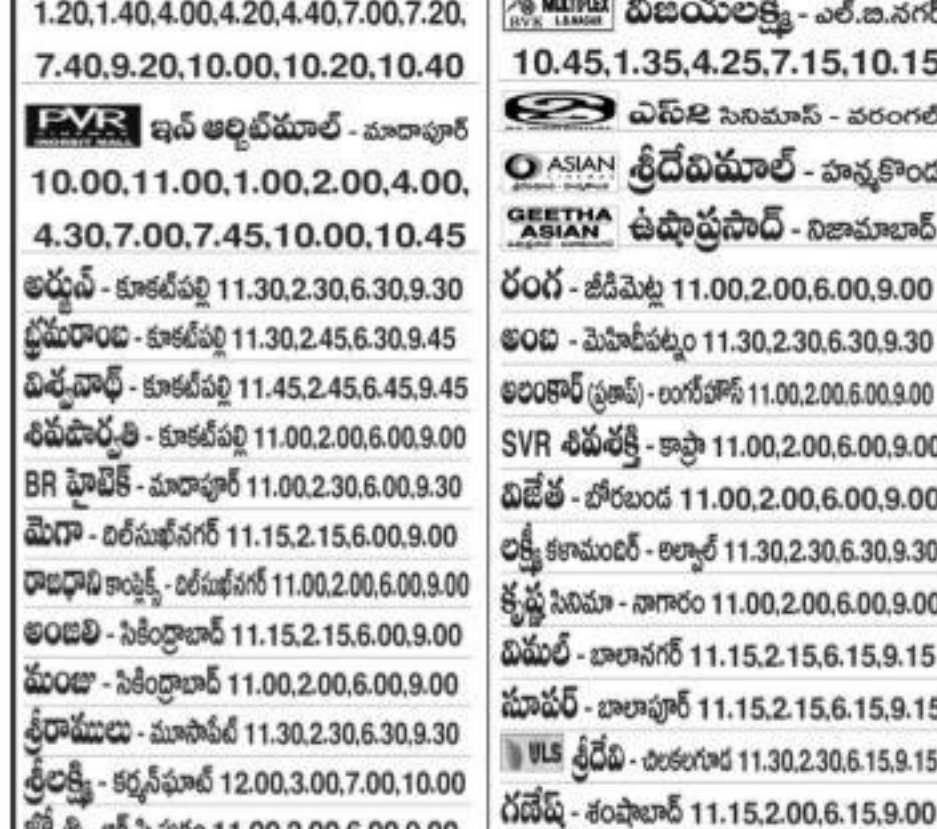 1.20,1.40,4.00,4.20,4.40,7.00,7.20,
7.40,9.20,10.00,10.20,10.40
PVR ఇన్ ఆర్బిట్‌మాల్ - మాదాపూర్
INORBIT MALL
10.00,11.00,1.00,2.00,4.00,
4.30,7.00,7.45,10.00,10.45
అర్జున్ - కూకట్‌పల్లి 11.30,2.30,6.30,9.30
భ్రమరాంబ - కూకట్‌పల్లి 11.30,2.45,6.30,9.45
విశ్వనాథ్ - కూకట్‌పల్లి 11.45,2.45,6.45,9.45
శివపార్వతి - కూకట్‌పల్లి 11.00,2.00,6.00,9.00
BR హైటెక్ - మాదాపూర్ 11.00,2.30,6.00,9.30
మెగా - దిల్‌సుఖ్‌నగర్ 11.15,2.15,6.00,9.00
రాజధాని కాంప్లెక్స్ - దిల్‌సుఖ్‌నగర్ 11.00,2.00,6.00,9.00
అంజలి - సికింద్రాబాద్ 11.15,2.15,6.00,9.00
మంజు - సికింద్రాబాద్ 11.00,2.00,6.00,9.00
శ్రీరాములు - మూసాపేట్ 11.30,2.30,6.30,9.30
శ్రీలక్ష్మి - కర్మన్‌ఘాట్ 12.00,3.00,7.00,10.00
MULTIPLEX
BVK L.B.NAGAR విజయలక్ష్మి - ఎల్.బి.నగర్
10.45,1.35,4.25,7.15,10.15
ఎస్2 సినిమాస్ - వరంగల్
ASIAN శ్రీదేవిమాల్ - హన్మకొండ
GEETHA
ASIAN ఉషాప్రసాద్ - నిజామాబాద్
రంగ - జీడిమెట్ల 11.00,2.00,6.00,9.00
అంబ - మెహిదీపట్నం 11.30,2.30,6.30,9.30
అలంకార్ (ప్రతాప్) - లంగర్‌హౌస్ 11.00,2.00,6.00,9.00
SVR శివశక్తి - కాప్రా 11.00,2.00,6.00,9.00
విజేత - బోరబండ 11.00,2.00,6.00,9.00
లక్ష్మీ కళామందిర్ - అల్వాల్ 11.30,2.30,6.30,9.30
కృష్ణ సినిమా - నాగారం 11.00,2.00,6.00,9.00
విమల్ - బాలానగర్ 11.15,2.15,6.15,9.15
సూపర్ - బాలాపూర్ 11.15,2.15,6.15,9.15
VLS శ్రీదేవి - చిలకలగూడ 11.30,2.30,6.15,9.15
గణేష్ - శంషాబాద్ 11.15,2.00,6.15,9.00